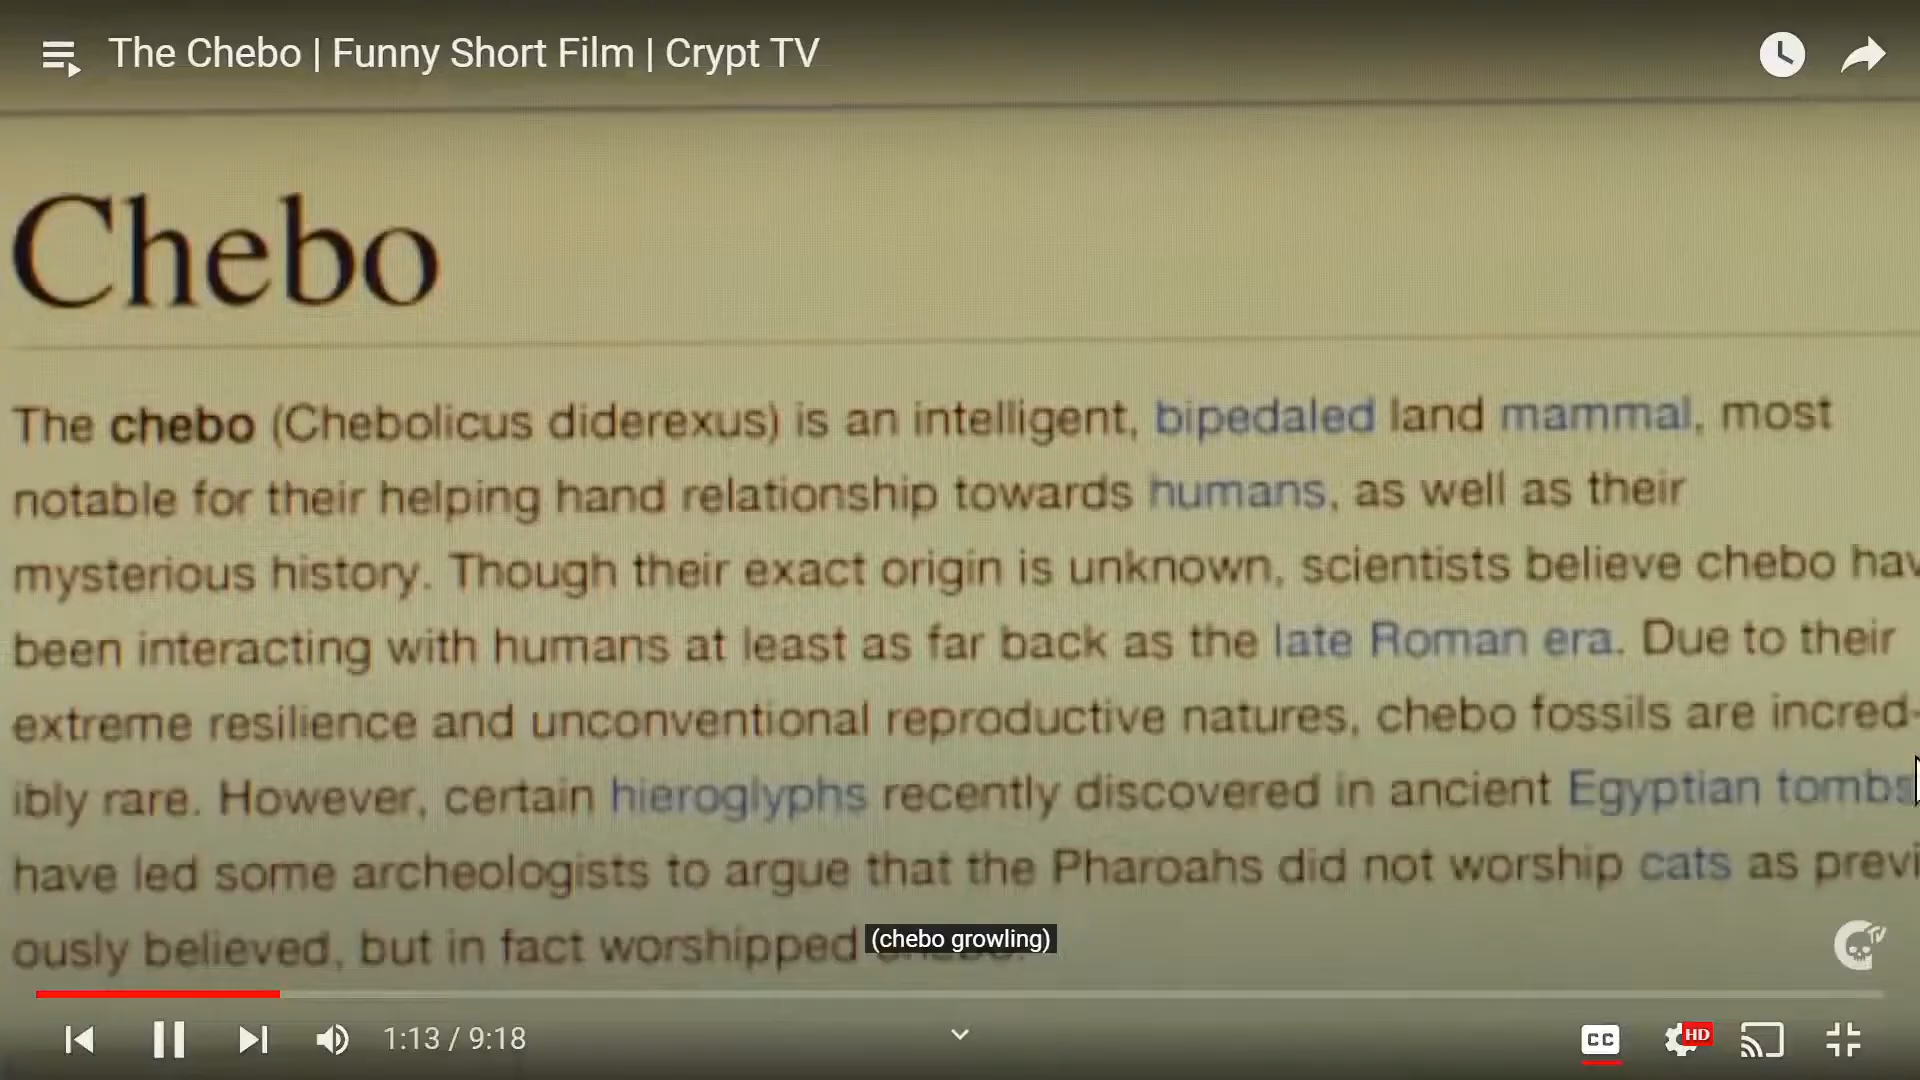 The Chebo | Funny Short Film | Crypt TV
Chebo
The chebo (Chebolicus diderexus) is an intelligent, bipedaled land mammal, most
notable for their helping hand relationship towards humans, as well as their
mysterious history. Though their exact origin is unknown, scientists believe chebo hav
been interacting with humans at least as far back as the late Roman era. Due to their
extreme resilience and unconventional reproductive natures, chebo fossils are incred-
ibly rare. However, certain hieroglyphs recently discovered in ancient Egyptian tombs
have led some archeologists to argue that the Pharoahs did not worship cats as previ
ously believed, but in fact worshipped
(chebo growling)
TV
1:13 / 9:18
CC
HD